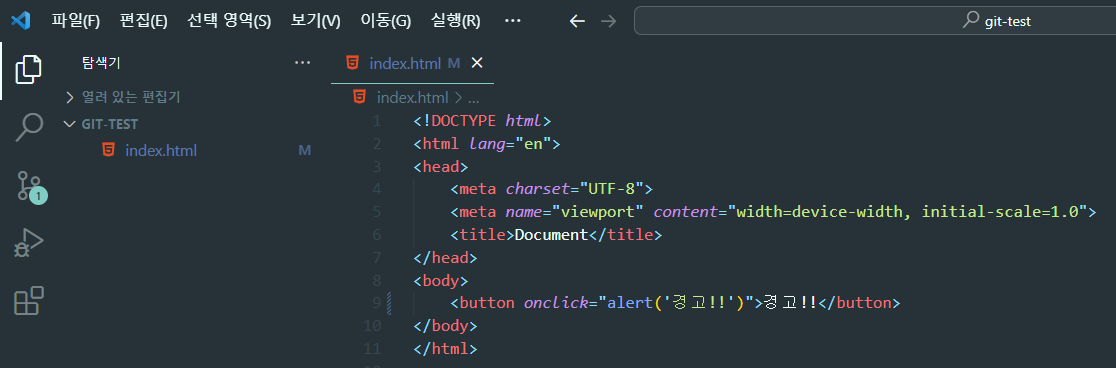 파일(F) 편집(E) 선택 영역(S) 보기(V) 이동(G) 실행(R) ··· ← → git-test
탐색기 ···
열려 있는 편집기
GIT-TEST
index.html M
1
index.html M ×
index.html > ...
1 <!DOCTYPE html>
2 <html lang="en">
3 <head>
4 <meta charset="UTF-8">
5 <meta name="viewport" content="width=device-width, initial-scale=1.0">
6 <title>Document</title>
7 </head>
8 <body>
9 <button onclick="alert('경고!!')">경고!!</button>
10 </body>
11 </html>